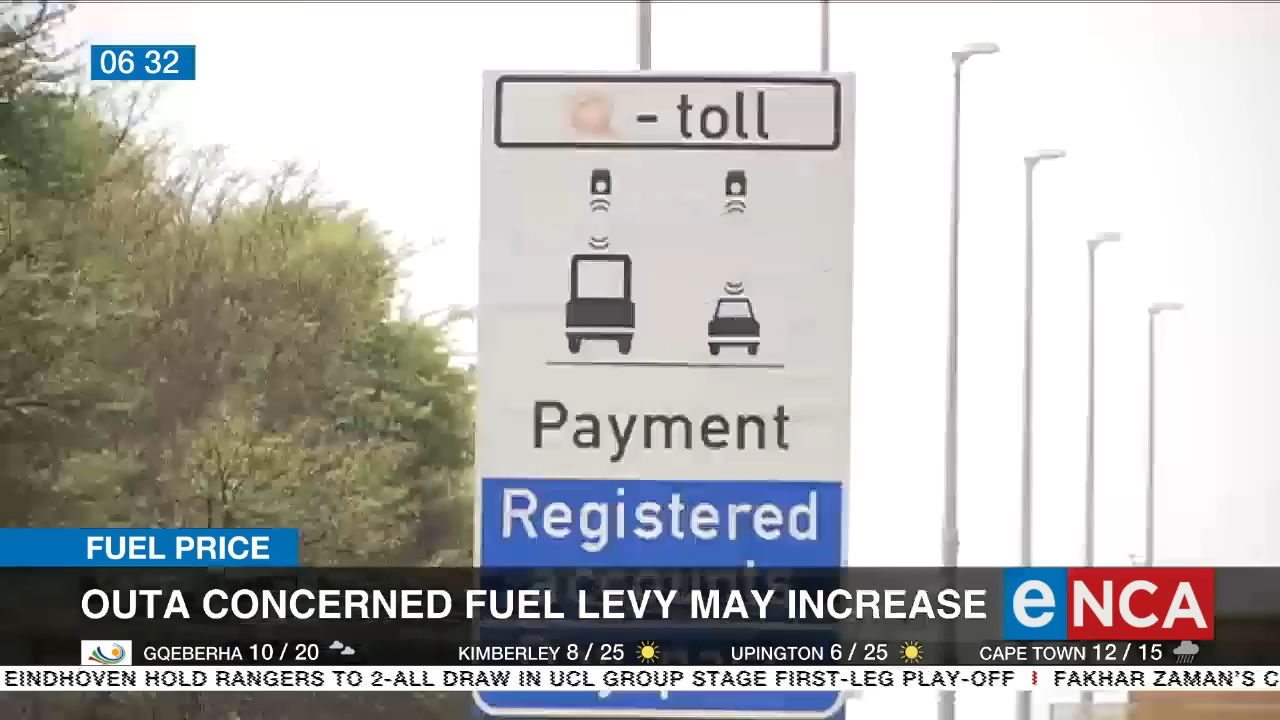 06 32
- toll
Payment
Registered
accounts
FUEL PRICE
OUTA CONCERNED FUEL LEVY MAY INCREASE
eNCA
GQEBERHA 10 / 20 KIMBERLEY 8 / 25 UPINGTON 6 / 25 CAPE TOWN 12 / 15
EINDHOVEN HOLD RANGERS TO 2-ALL DRAW IN UCL GROUP STAGE FIRST-LEG PLAY-OFF FAKHAR ZAMAN'S C